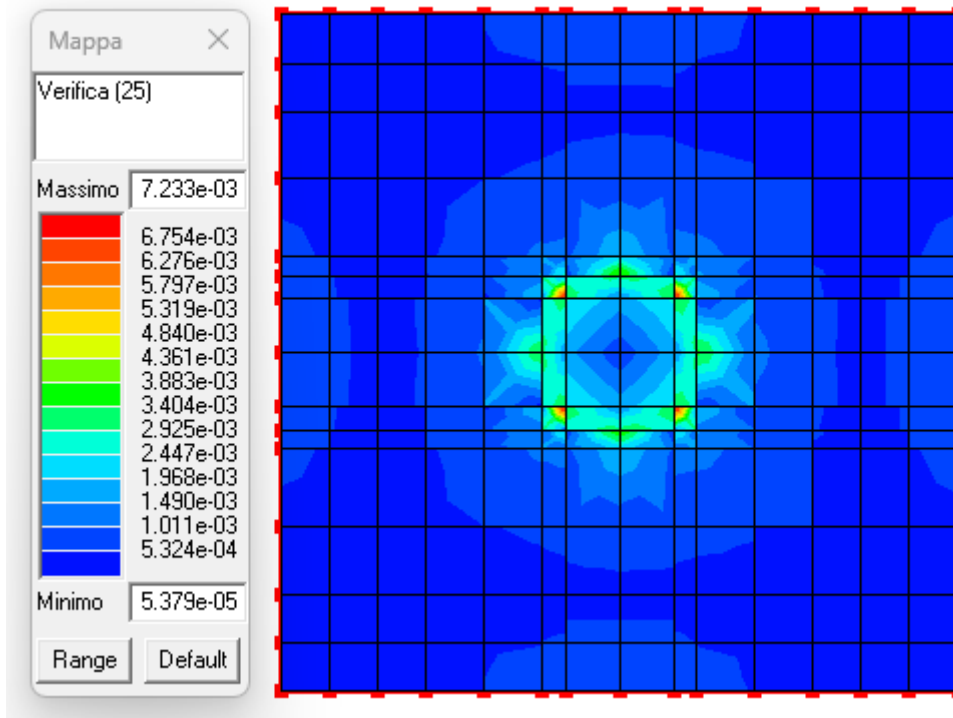 Mappa
Verifica (25)
Massimo 7.233e-03
6.754e-03
6.276e-03
5.797e-03
5.319e-03
4.840e-03
4.361e-03
3.883e-03
3.404e-03
2.925e-03
2.447e-03
1.968e-03
1.490e-03
1.011e-03
5.324e-04
Minimo 5.379e-05
Range Default